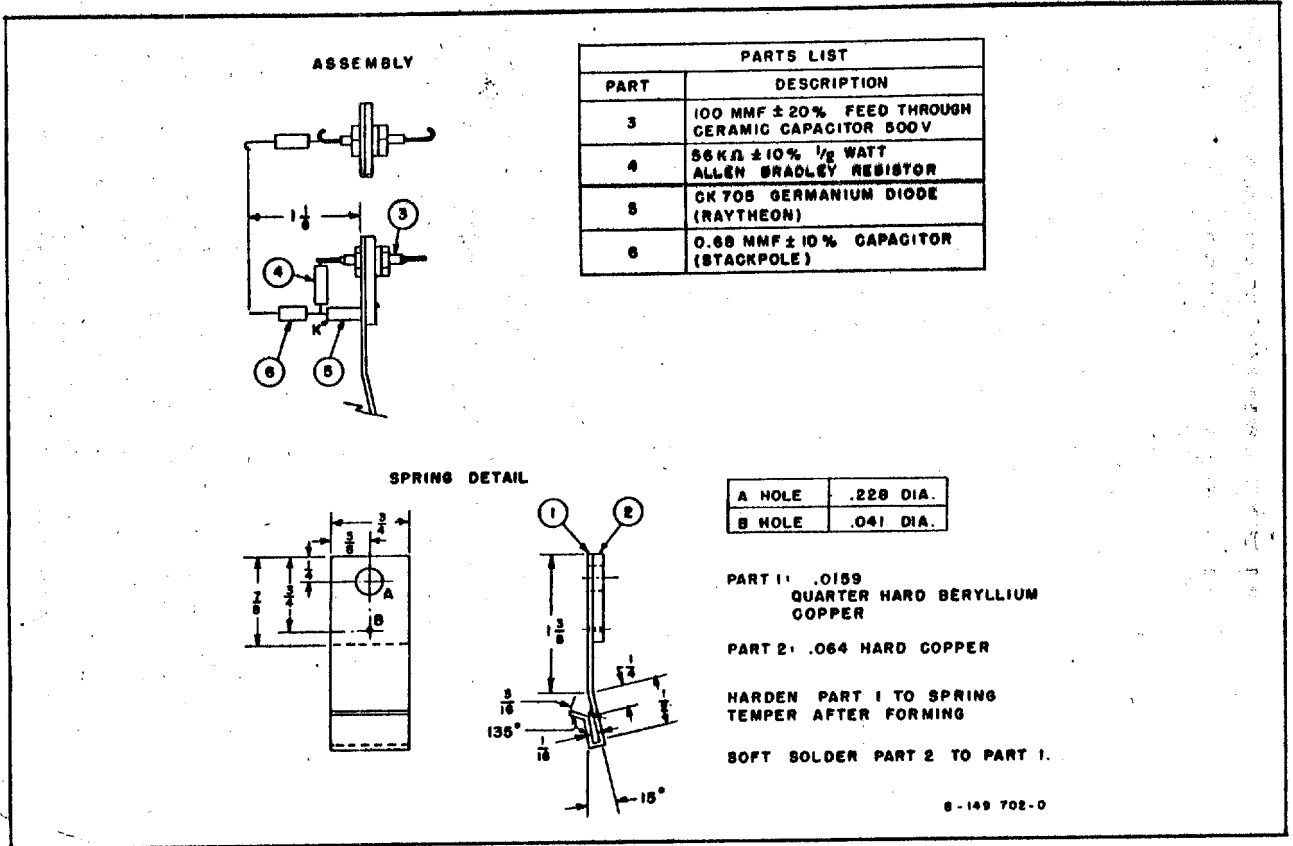 ASSEMBLY
PARTS LIST
PART DESCRIPTION
3 100 MMF ± 20% FEED THROUGH
CERAMIC CAPACITOR 500V
4 56KΩ ±10% 1/2 WATT
ALLEN BRADLEY RESISTOR
5 CK 705 GERMANIUM DIODE
(RAYTHEON)
6 0.68 MMF ± 10% CAPACITOR
(STACKPOLE)
1 1/8
3
4
K
6
5
SPRING DETAIL
3/4
3/8
1/4
7/8
3/4
A
B
1
2
1 3/8
1/4
1/2
5/16
135°
1/16
15°
A HOLE .228 DIA.
B HOLE .041 DIA.
PART 1: .0159
QUARTER HARD BERYLLIUM
COPPER
PART 2: .064 HARD COPPER
HARDEN PART 1 TO SPRING
TEMPER AFTER FORMING
SOFT SOLDER PART 2 TO PART 1.
B-149 702-0